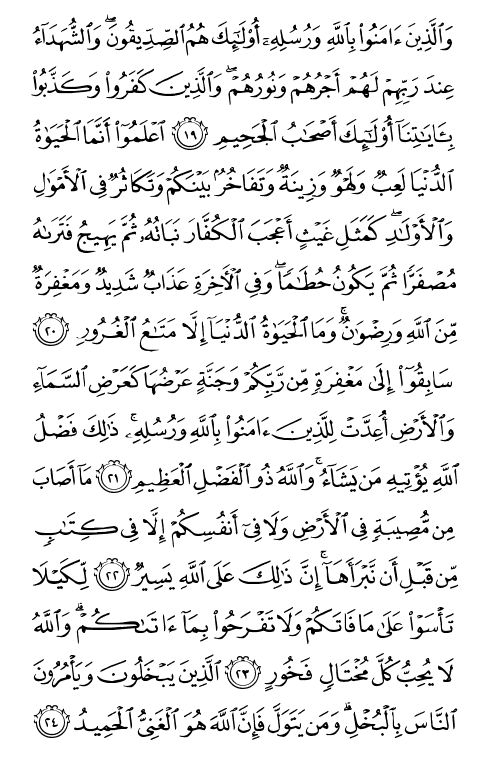 وَٱلَّذِينَ ءَامَنُوا۟ بِٱللَّهِ وَرُسُلِهِۦٓ أُو۟لَٰٓئِكَ هُمُ ٱلصِّدِّيقُونَ ۖ وَٱلشُّهَدَآءُ
عِندَ رَبِّهِمْ لَهُمْ أَجْرُهُمْ وَنُورُهُمْ ۖ وَٱلَّذِينَ كَفَرُوا۟ وَكَذَّبُوا۟
بِـَٔايَٰتِنَآ أُو۟لَٰٓئِكَ أَصْحَٰبُ ٱلْجَحِيمِ ١٩ ٱعْلَمُوٓا۟ أَنَّمَا ٱلْحَيَوٰةُ
ٱلدُّنْيَا لَعِبٌ وَلَهْوٌ وَزِينَةٌ وَتَفَاخُرٌۢ بَيْنَكُمْ وَتَكَاثُرٌ فِى ٱلْأَمْوَٰلِ
وَٱلْأَوْلَٰدِ ۖ كَمَثَلِ غَيْثٍ أَعْجَبَ ٱلْكُفَّارَ نَبَاتُهُۥ ثُمَّ يَهِيجُ فَتَرَىٰهُ
مُصْفَرًّا ثُمَّ يَكُونُ حُطَٰمًا ۖ وَفِى ٱلْءَاخِرَةِ عَذَابٌ شَدِيدٌ وَمَغْفِرَةٌ
مِّنَ ٱللَّهِ وَرِضْوَٰنٌ ۚ وَمَا ٱلْحَيَوٰةُ ٱلدُّنْيَآ إِلَّا مَتَٰعُ ٱلْغُرُورِ ٢٠
سَابِقُوٓا۟ إِلَىٰ مَغْفِرَةٍ مِّن رَّبِّكُمْ وَجَنَّةٍ عَرْضُهَا كَعَرْضِ ٱلسَّمَآءِ
وَٱلْأَرْضِ أُعِدَّتْ لِلَّذِينَ ءَامَنُوا۟ بِٱللَّهِ وَرُسُلِهِۦ ۚ ذَٰلِكَ فَضْلُ
ٱللَّهِ يُؤْتِيهِ مَن يَشَآءُ ۚ وَٱللَّهُ ذُو ٱلْفَضْلِ ٱلْعَظِيمِ ٢١ مَآ أَصَابَ
مِن مُّصِيبَةٍ فِى ٱلْأَرْضِ وَلَا فِىٓ أَنفُسِكُمْ إِلَّا فِى كِتَٰبٍ
مِّن قَبْلِ أَن نَّبْرَأَهَآ ۚ إِنَّ ذَٰلِكَ عَلَى ٱللَّهِ يَسِيرٌ ٢٢ لِّكَيْلَا
تَأْسَوْا۟ عَلَىٰ مَا فَاتَكُمْ وَلَا تَفْرَحُوا۟ بِمَآ ءَاتَىٰكُمْ ۗ وَٱللَّهُ
لَا يُحِبُّ كُلَّ مُخْتَالٍ فَخُورٍ ٢٣ ٱلَّذِينَ يَبْخَلُونَ وَيَأْمُرُونَ
ٱلنَّاسَ بِٱلْبُخْلِ ۗ وَمَن يَتَوَلَّ فَإِنَّ ٱللَّهَ هُوَ ٱلْغَنِىُّ ٱلْحَمِيدُ ٢٤